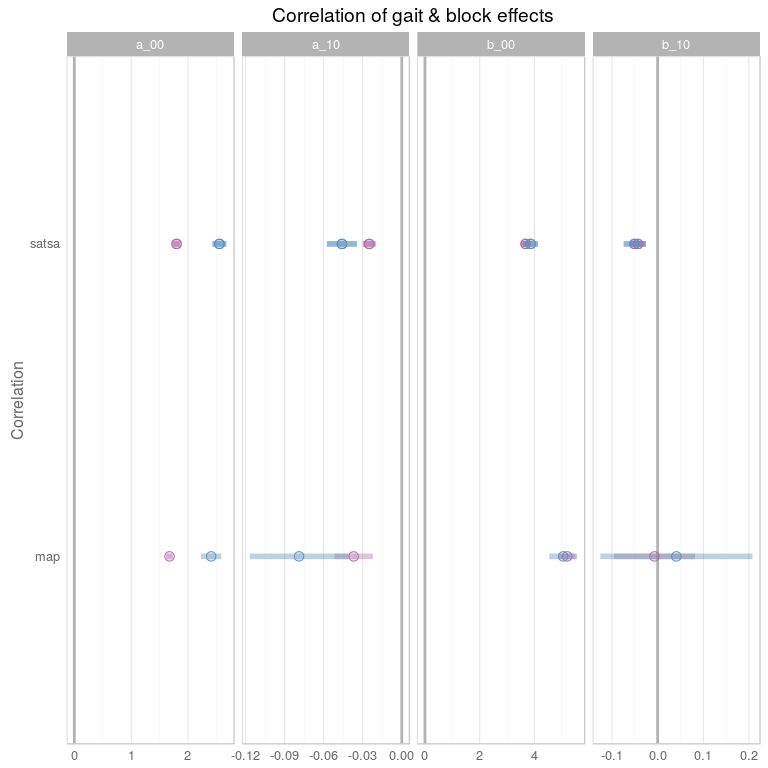 Correlation of gait & block effects
a_00 a_10 b_00 b_10
satsa
map
Correlation
0 1 2 -0.12 -0.09 -0.06 -0.03 0.00 0 2 4 -0.1 0.0 0.1 0.2